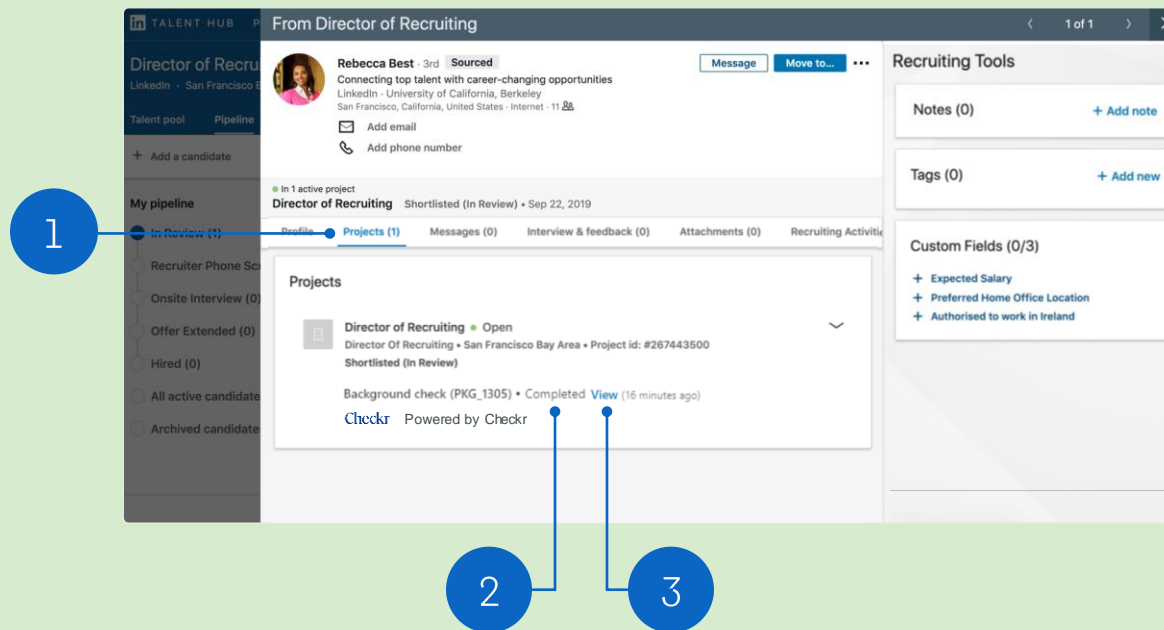 in TALENT HUB P
From Director of Recruiting
1 of 1
Director of Recru
LinkedIn · San Francisco B
Talent pool Pipeline
+ Add a candidate
My pipeline
In Review (1)
Recruiter Phone Scr
Onsite Interview (0)
Offer Extended (0)
Hired (0)
All active candidate
Archived candidate
Rebecca Best · 3rd Sourced
Connecting top talent with career-changing opportunities
LinkedIn · University of California, Berkeley
San Francisco, California, United States · Internet · 11
Add email
Add phone number
Message Move to... •••
In 1 active project
Director of Recruiting Shortlisted (In Review) • Sep 22, 2019
Profile Projects (1) Messages (0) Interview & feedback (0) Attachments (0) Recruiting Activitie
Projects
Director of Recruiting • Open
Director Of Recruiting • San Francisco Bay Area • Project id: #267443500
Shortlisted (In Review)
Background check (PKG_1305) • Completed View (16 minutes ago)
Checkr Powered by Checkr
Recruiting Tools
Notes (0) + Add note
Tags (0) + Add new
Custom Fields (0/3)
+ Expected Salary
+ Preferred Home Office Location
+ Authorised to work in Ireland
1
2
3